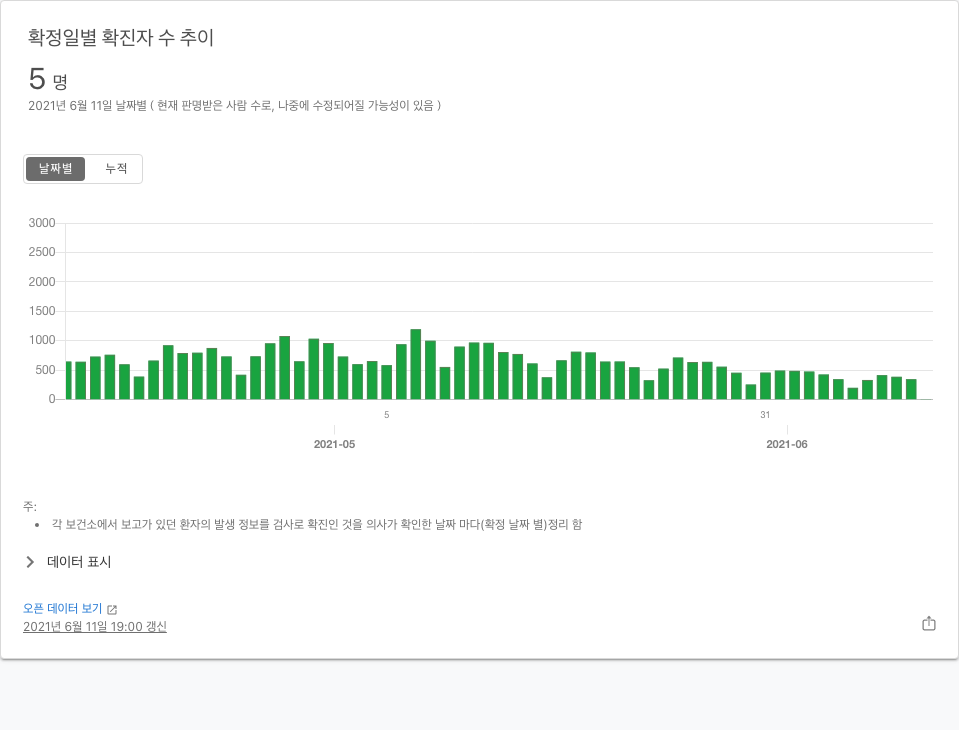 확정일별 확진자 수 추이
5 명
2021년 6월 11일 날짜별 ( 현재 판명받은 사람 수로, 나중에 수정되어질 가능성이 있음 )
날짜별 누적
3000
2500
2000
1500
1000
500
0
5 31
2021-05 2021-06
주:
• 각 보건소에서 보고가 있던 환자의 발생 정보를 검사로 확진인 것을 의사가 확인한 날짜 마다(확정 날짜 별)정리 함
데이터 표시
오픈 데이터 보기
2021년 6월 11일 19:00 갱신